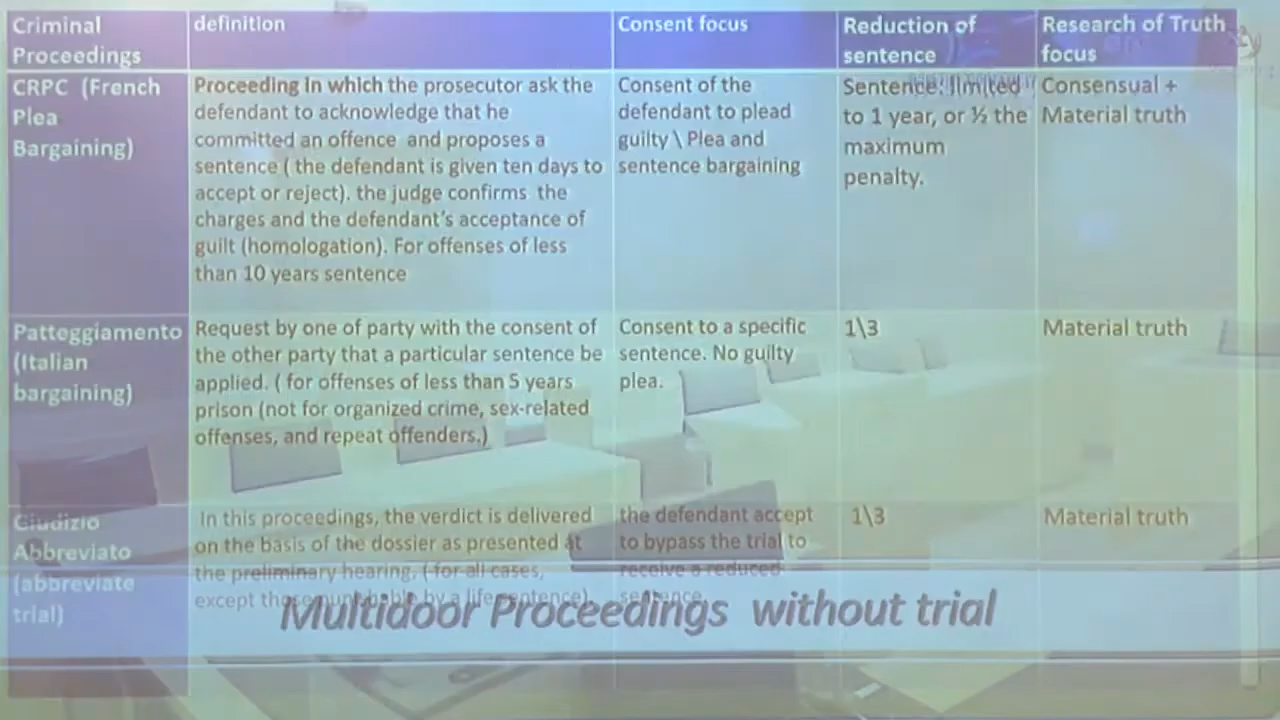 Criminal
Proceedings
definition
Consent focus
Reduction of
sentence
Research of Truth
focus
CRPC (French
Plea
Bargaining)
Proceeding in which the prosecutor ask the
defendant to acknowledge that he
committed an offence and proposes a
sentence ( the defendant is given ten days to
accept or reject). the judge confirms the
charges and the defendant's acceptance of
guilt (homologation). For offenses of less
than 10 years sentence
Consent of the
defendant to plead
guilty \ Plea and
sentence bargaining
Sentence: limited
to 1 year, or ½ the
maximum
penalty.
Consensual +
Material truth
Patteggiamento
(Italian
bargaining)
Request by one of party with the consent of
the other party that a particular sentence be
applied. ( for offenses of less than 5 years
prison (not for organized crime, sex-related
offenses, and repeat offenders.)
Consent to a specific
sentence. No guilty
plea.
1\3
Material truth
Giudizio
Abbreviato
(abbreviate
trial)
In this proceedings, the verdict is delivered
on the basis of the dossier as presented at
the preliminary hearing. ( for all cases,
except those punishable by a life sentence)
the defendant accept
to bypass the trial to
receive a reduced
sentence.
1\3
Material truth
Multidoor Proceedings without trial